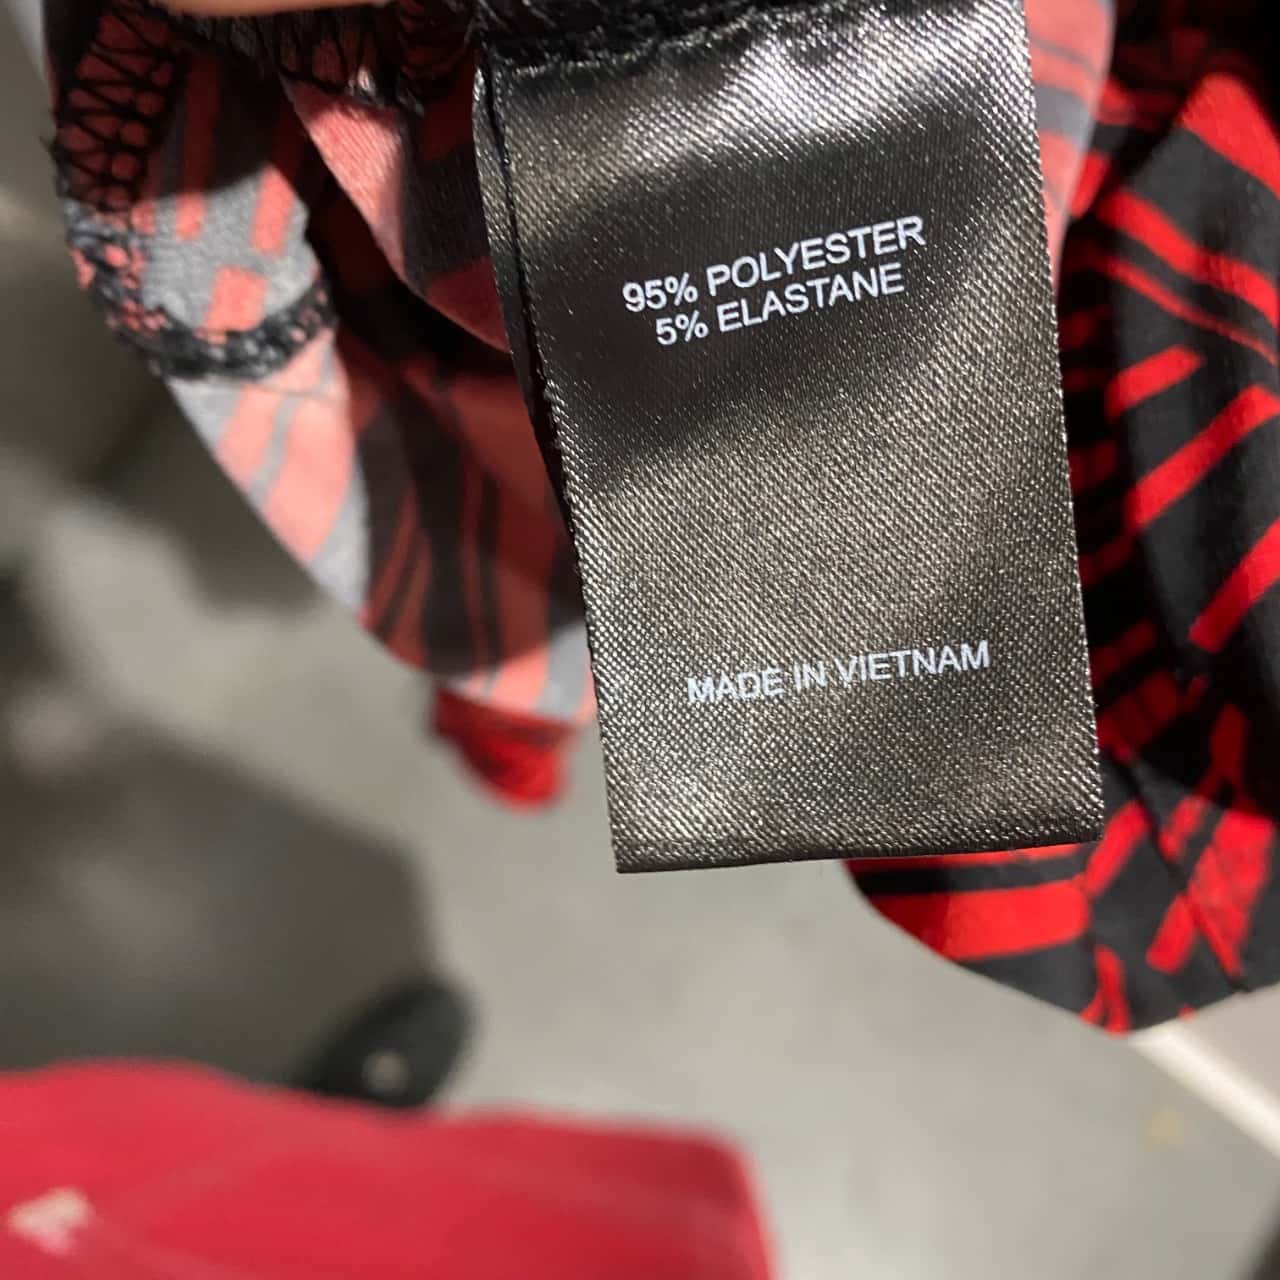 95% POLYESTER
5% ELASTANE
MADE IN VIETNAM